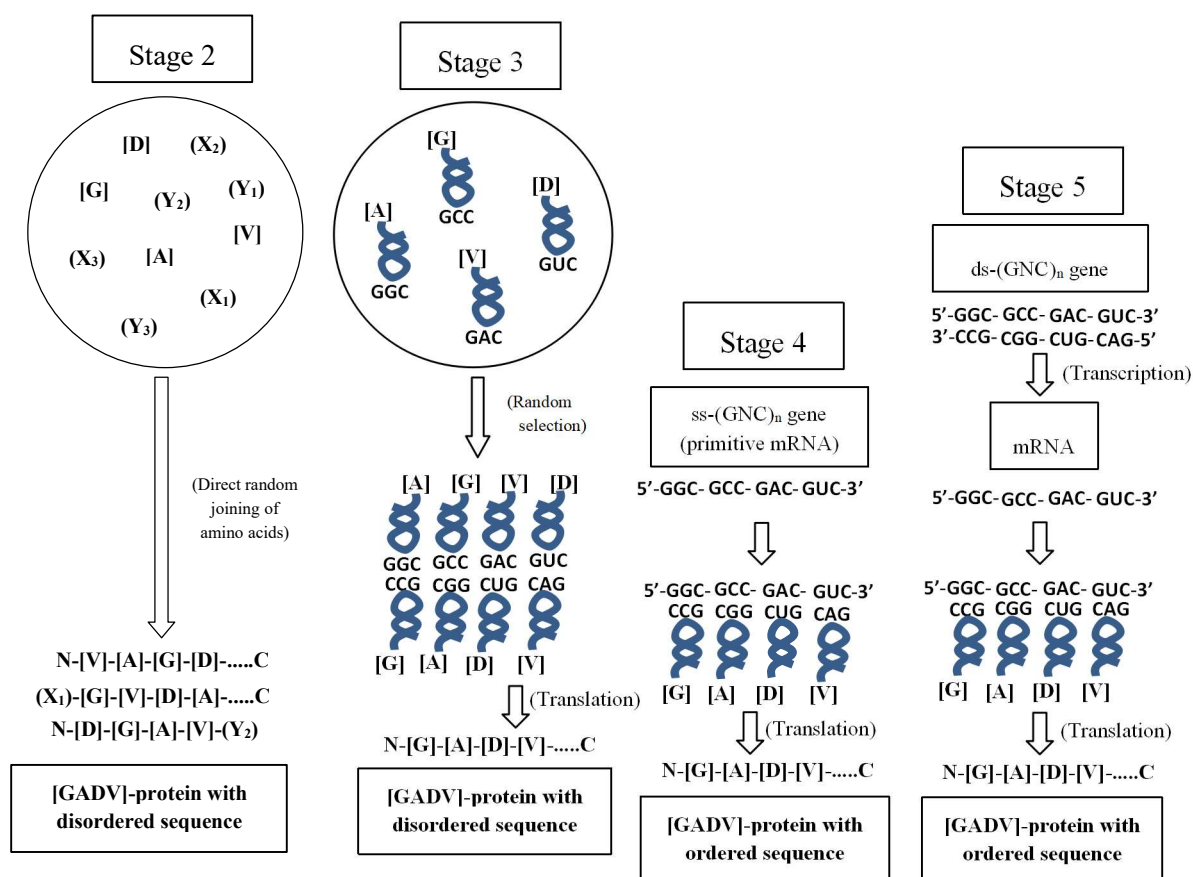 Stage 2
[D] (X₂)
[G] (Y₂) (Y₁)
[V]
(X₃) [A]
(X₁)
(Y₃)
(Direct random
joining of
amino acids)
N-[V]-[A]-[G]-[D]-.....C
(X₁)-[G]-[V]-[D]-[A]-.....C
N-[D]-[G]-[A]-[V]-(Y₂)
[GADV]-protein with
disordered sequence
Stage 3
[G]
GCC
[D]
GUC
[A]
GGC
[V]
GAC
(Random
selection)
[A] [G] [V] [D]
GGC GCC GAC GUC
CCG CGG CUG CAG
[G] [A] [D] [V]
(Translation)
N-[G]-[A]-[D]-[V]-.....C
[GADV]-protein with
disordered sequence
Stage 4
ss-(GNC)ₙ gene
(primitive mRNA)
5’-GGC- GCC- GAC- GUC-3’
5’-GGC- GCC- GAC- GUC-3’
CCG CGG CUG CAG
[G] [A] [D] [V]
(Translation)
N-[G]-[A]-[D]-[V]-.....C
[GADV]-protein with
ordered sequence
Stage 5
ds-(GNC)ₙ gene
5’-GGC- GCC- GAC- GUC-3’
3’-CCG- CGG- CUG- CAG-5’
(Transcription)
mRNA
5’-GGC- GCC- GAC- GUC-3’
5’-GGC- GCC- GAC- GUC-3’
CCG CGG CUG CAG
[G] [A] [D] [V]
(Translation)
N-[G]-[A]-[D]-[V]-.....C
[GADV]-protein with
ordered sequence